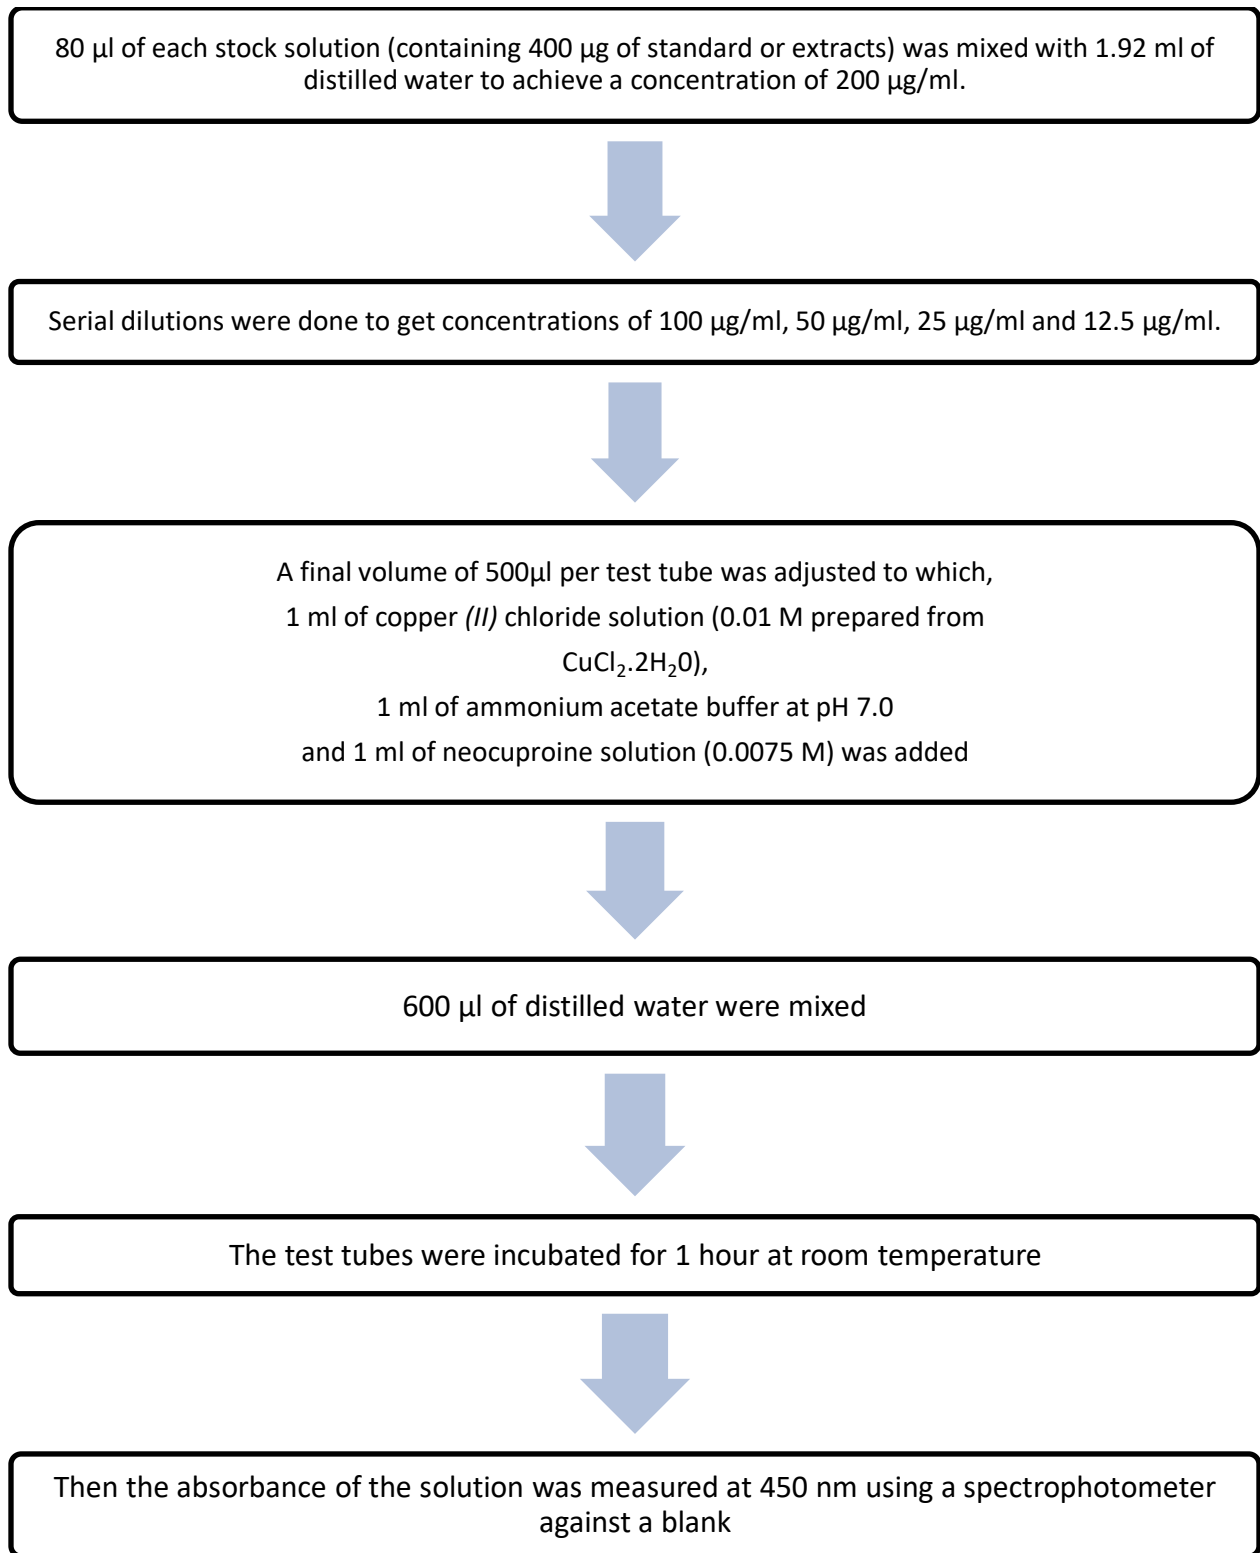 80 µl of each stock solution (containing 400 µg of standard or extracts) was mixed with 1.92 ml of
distilled water to achieve a concentration of 200 µg/ml.
Serial dilutions were done to get concentrations of 100 µg/ml, 50 µg/ml, 25 µg/ml and 12.5 µg/ml.
A final volume of 500µl per test tube was adjusted to which,
1 ml of copper (II) chloride solution (0.01 M prepared from
CuCl₂.2H₂0),
1 ml of ammonium acetate buffer at pH 7.0
and 1 ml of neocuproine solution (0.0075 M) was added
600 µl of distilled water were mixed
The test tubes were incubated for 1 hour at room temperature
Then the absorbance of the solution was measured at 450 nm using a spectrophotometer
against a blank